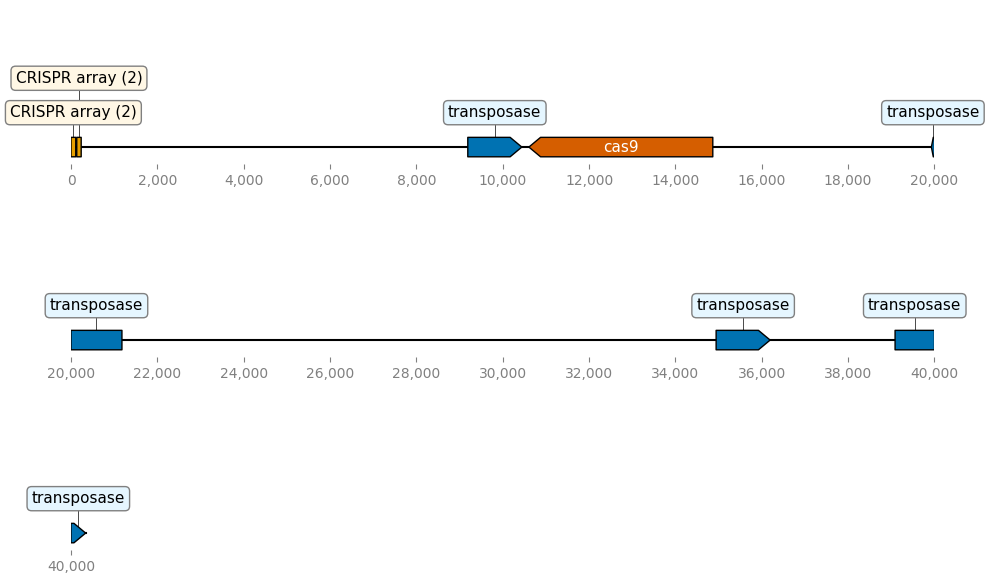 CRISPR array (2)
CRISPR array (2) transposase transposase
cas9
0 2,000 4,000 6,000 8,000 10,000 12,000 14,000 16,000 18,000 20,000
transposase transposase transposase
20,000 22,000 24,000 26,000 28,000 30,000 32,000 34,000 36,000 38,000 40,000
transposase
40,000